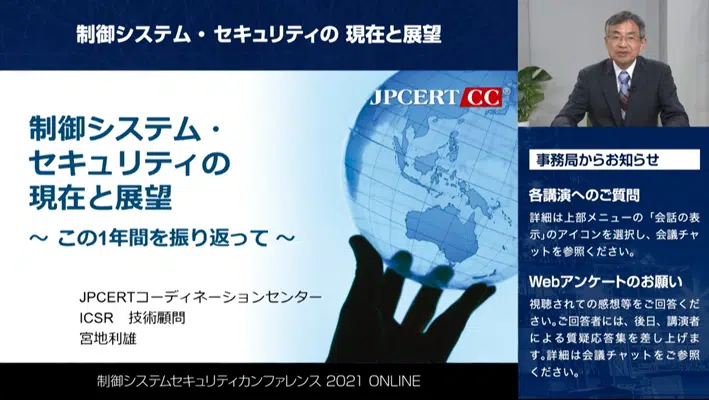 制御システム・セキュリティの 現在と展望
JPCERT CC®
制御システム・
セキュリティの
現在と展望
～ この1年間を振り返って ～
JPCERTコーディネーションセンター
ICSR 技術顧問
宮地利雄
制御システムセキュリティカンファレンス 2021 ONLINE
事務局からお知らせ
各講演へのご質問
詳細は上部メニューの「会話の表
示」のアイコンを選択し、会議チャ
ットを参照ください。
Webアンケートのお願い
視聴されての感想等をご回答くだ
さい。ご回答者には、後日、講演者
による質疑応答集を差し上げま
す。詳細は会議チャットをご参照
ください。